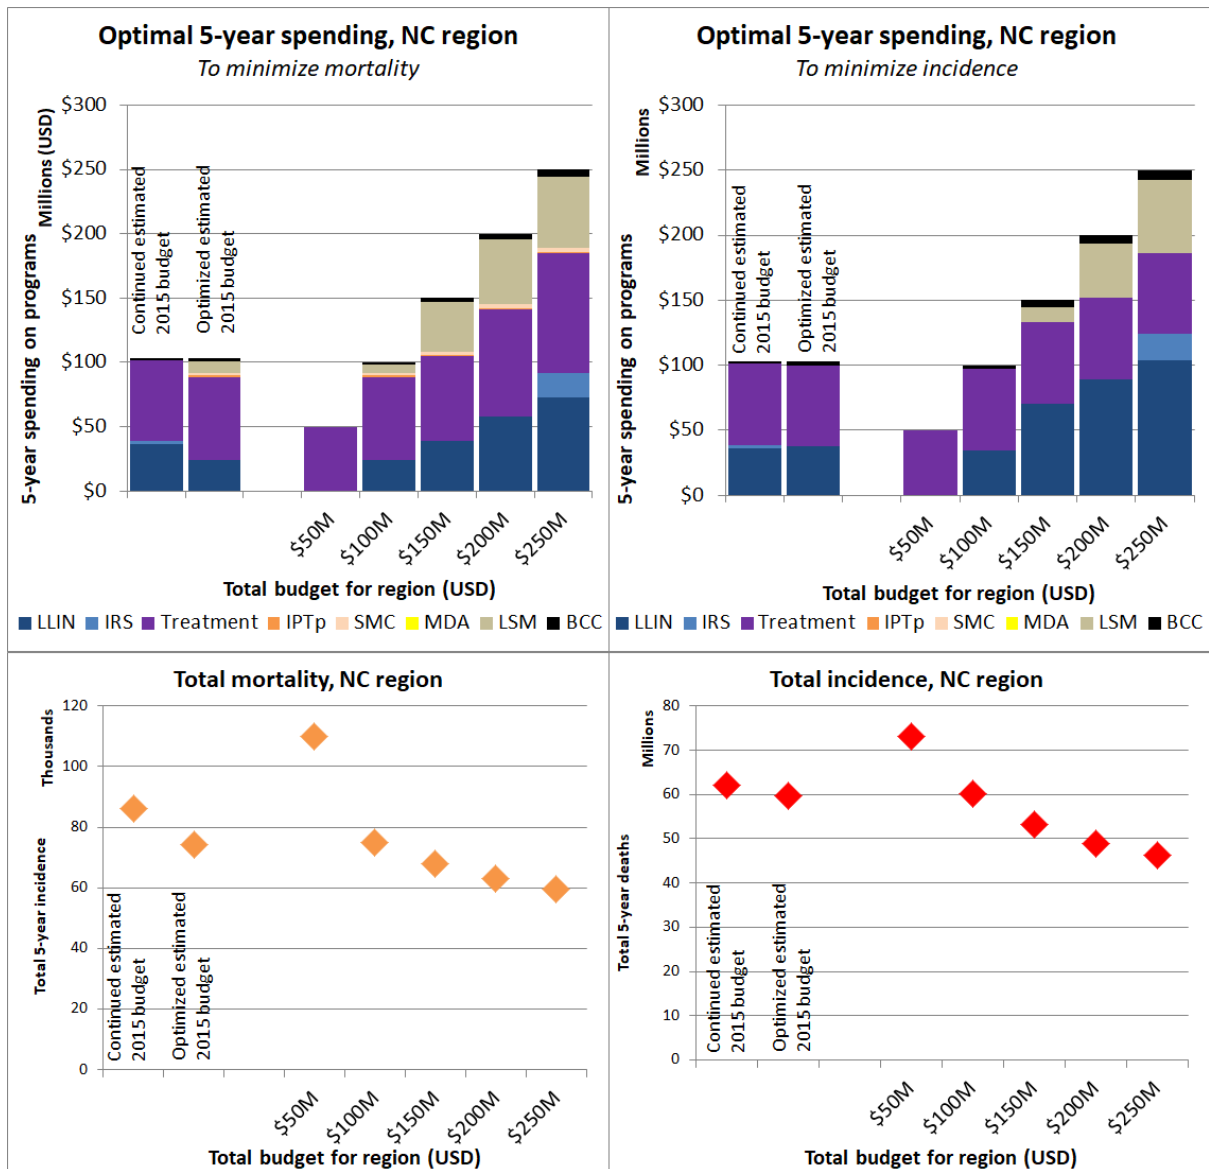 Optimal 5-year spending, NC region
To minimize mortality
5-year spending on programs
Millions (USD)
$300
$250
$200
$150
$100
$50
$0
Continued estimated
2015 budget
Optimized estimated
2015 budget
$50M
$100M
$150M
$200M
$250M
Total budget for region (USD)
LLIN IRS Treatment IPTp SMC MDA LSM BCC
Optimal 5-year spending, NC region
To minimize incidence
5-year spending on programs
Millions
$300
$250
$200
$150
$100
$50
$0
Continued estimated
2015 budget
Optimized estimated
2015 budget
$50M
$100M
$150M
$200M
$250M
Total budget for region (USD)
LLIN IRS Treatment IPTp SMC MDA LSM BCC
Total mortality, NC region
Total 5-year incidence
Thousands
120
100
80
60
40
20
0
Continued estimated
2015 budget
Optimized estimated
2015 budget
$50M
$100M
$150M
$200M
$250M
Total budget for region (USD)
Total incidence, NC region
Total 5-year deaths
Millions
80
70
60
50
40
30
20
10
0
Continued estimated
2015 budget
Optimized estimated
2015 budget
$50M
$100M
$150M
$200M
$250M
Total budget for region (USD)